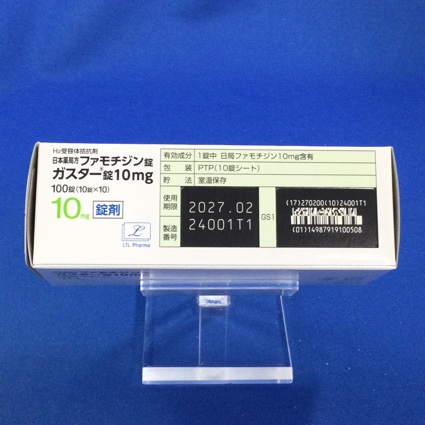 H₂受容体拮抗剤
日本薬局方 ファモチジン錠
ガスター®錠10mg
100錠(10錠×10)
10mg 錠剤
LTL Pharma
有効成分 1錠中 日局ファモチジン10mg含有
包装 PTP(10錠シート)
貯法 室温保存
使用期限 2027.02
製造番号 24001T1
GS1
(17)270200(10)24001T1
(01)14987919100508